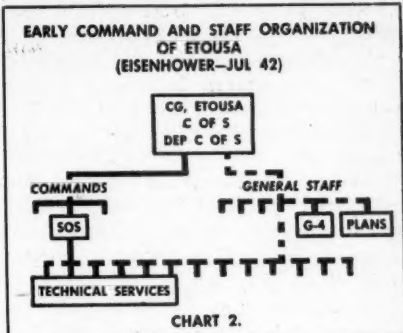 EARLY COMMAND AND STAFF ORGANIZATION
OF ETOUSA
(EISENHOWER—JUL 42)
CG, ETOUSA
C OF S
DEP C OF S
COMMANDS
GENERAL STAFF
SOS
G-4
PLANS
TECHNICAL SERVICES
CHART 2.